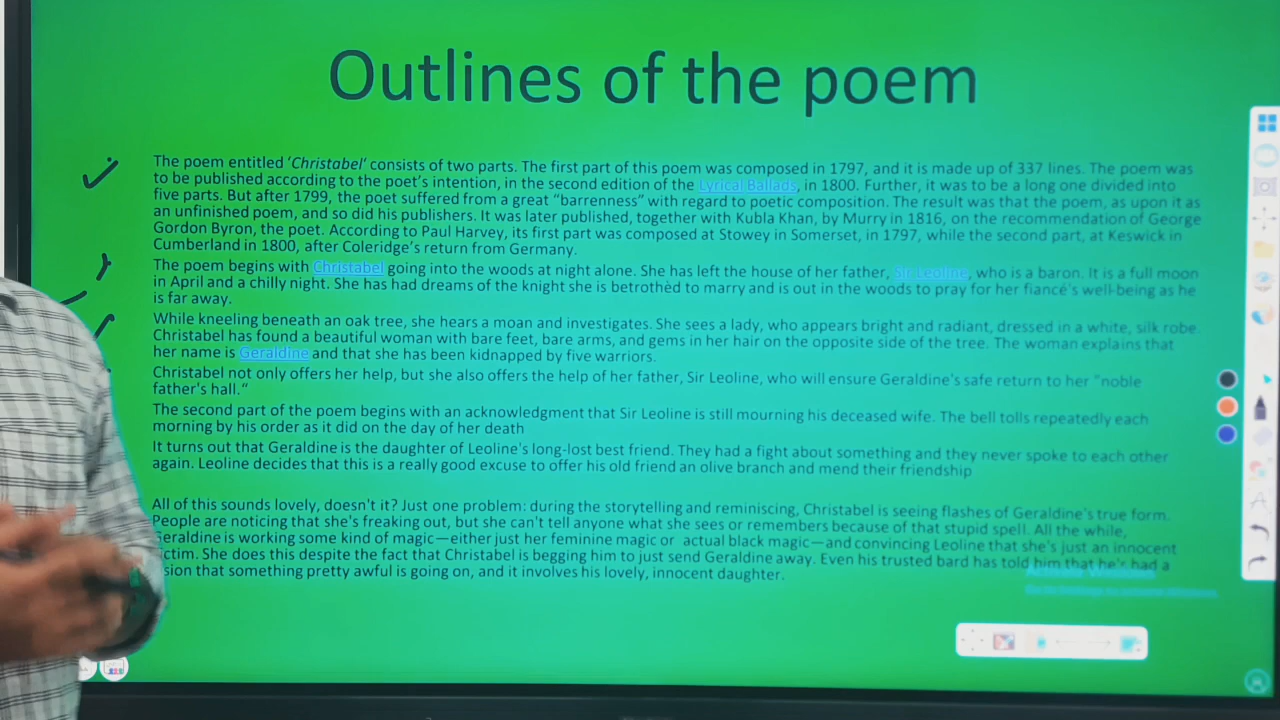 Outlines of the poem
The poem entitled ‘Christabel’ consists of two parts. The first part of this poem was composed in 1797, and it is made up of 337 lines. The poem was
to be published according to the poet’s intention, in the second edition of the Lyrical Ballads, in 1800. Further, it was to be a long one divided into
five parts. But after 1799, the poet suffered from a great “barrenness” with regard to poetic composition. The result was that the poem, as upon it as
an unfinished poem, and so did his publishers. It was later published, together with Kubla Khan, by Murry in 1816, on the recommendation of George
Gordon Byron, the poet. According to Paul Harvey, its first part was composed at Stowey in Somerset, in 1797, while the second part, at Keswick in
Cumberland in 1800, after Coleridge’s return from Germany.
The poem begins with Christabel going into the woods at night alone. She has left the house of her father, Sir Leoline, who is a baron. It is a full moon
in April and a chilly night. She has had dreams of the knight she is betrothed to marry and is out in the woods to pray for her fiancé's well-being as he
is far away.
While kneeling beneath an oak tree, she hears a moan and investigates. She sees a lady, who appears bright and radiant, dressed in a white, silk robe.
Christabel has found a beautiful woman with bare feet, bare arms, and gems in her hair on the opposite side of the tree. The woman explains that
her name is Geraldine and that she has been kidnapped by five warriors.
Christabel not only offers her help, but she also offers the help of her father, Sir Leoline, who will ensure Geraldine's safe return to her "noble
father's hall.“
The second part of the poem begins with an acknowledgment that Sir Leoline is still mourning his deceased wife. The bell tolls repeatedly each
morning by his order as it did on the day of her death
It turns out that Geraldine is the daughter of Leoline's long-lost best friend. They had a fight about something and they never spoke to each other
again. Leoline decides that this is a really good excuse to offer his old friend an olive branch and mend their friendship
All of this sounds lovely, doesn't it? Just one problem: during the storytelling and reminiscing, Christabel is seeing flashes of Geraldine's true form.
People are noticing that she's freaking out, but she can't tell anyone what she sees or remembers because of that stupid spell. All the while,
Geraldine is working some kind of magic—either just her feminine magic or actual black magic—and convincing Leoline that she's just an innocent
ictim. She does this despite the fact that Christabel is begging him to just send Geraldine away. Even his trusted bard has told him that he's had a
sion that something pretty awful is going on, and it involves his lovely, innocent daughter.